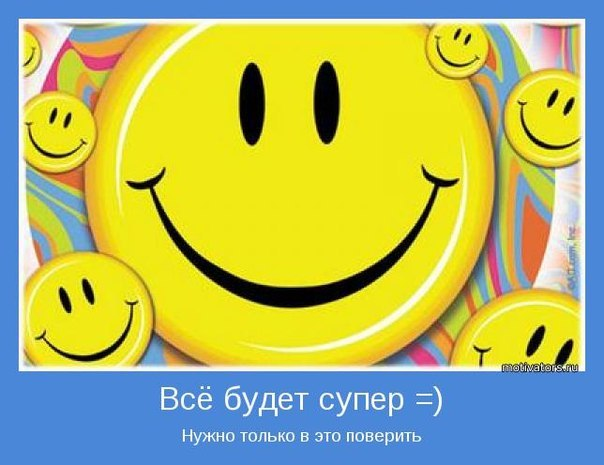 motivators.ru
Всё будет супер =)
Нужно только в это поверить